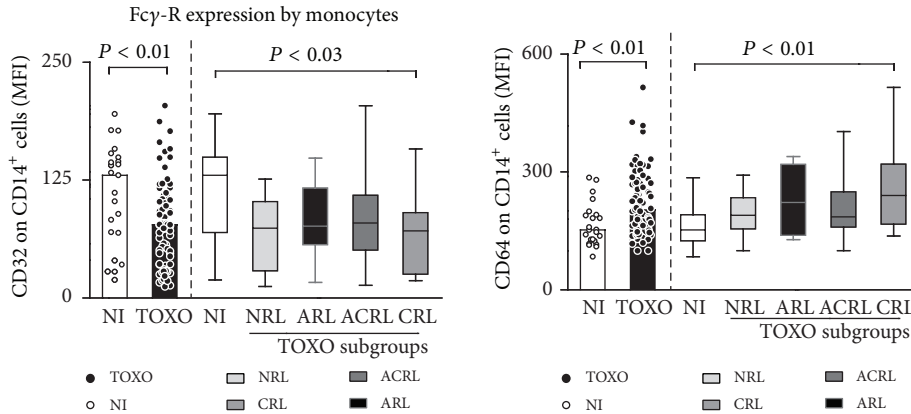 Fcγ-R expression by monocytes
CD32 on CD14+ cells (MFI)
250
125
0
P < 0.01
P < 0.03
NI TOXO NI NRL ARL ACRL CRL
TOXO subgroups
TOXO NRL ACRL
NI CRL ARL
CD64 on CD14+ cells (MFI)
600
300
0
P < 0.01
P < 0.01
NI TOXO NI NRL ARL ACRL CRL
TOXO subgroups
TOXO NRL ACRL
NI CRL ARL